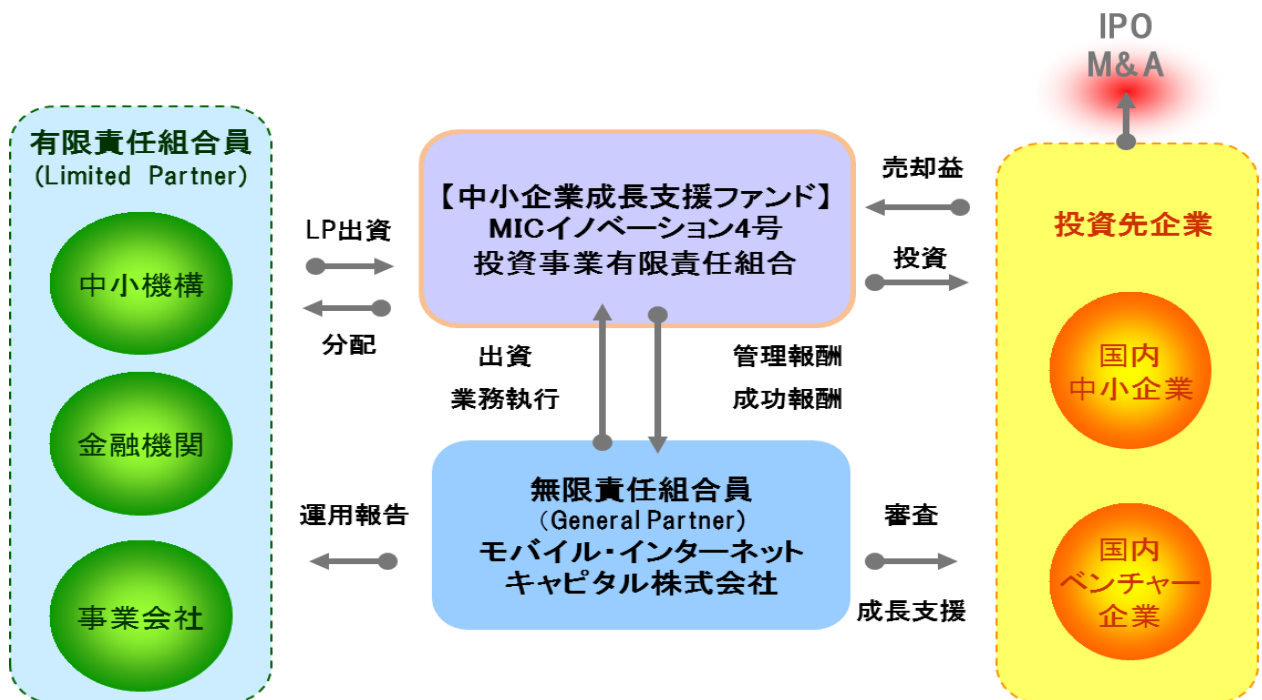 IPO
M&A
有限責任組合員
(Limited Partner)
中小機構
金融機関
事業会社
LP出資
分配
運用報告
【中小企業成長支援ファンド】
MICイノベーション4号
投資事業有限責任組合
出資
業務執行
管理報酬
成功報酬
無限責任組合員
(General Partner)
モバイル・インターネット
キャピタル株式会社
売却益
投資
審査
成長支援
投資先企業
国内
中小企業
国内
ベンチャー
企業